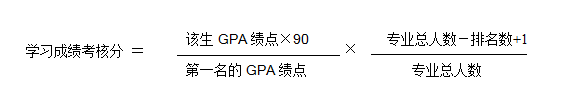 该生 GPA 绩点×90
专业总人数－排名数+1
学习成绩考核分 ＝ × 
第一名的 GPA 绩点
专业总人数